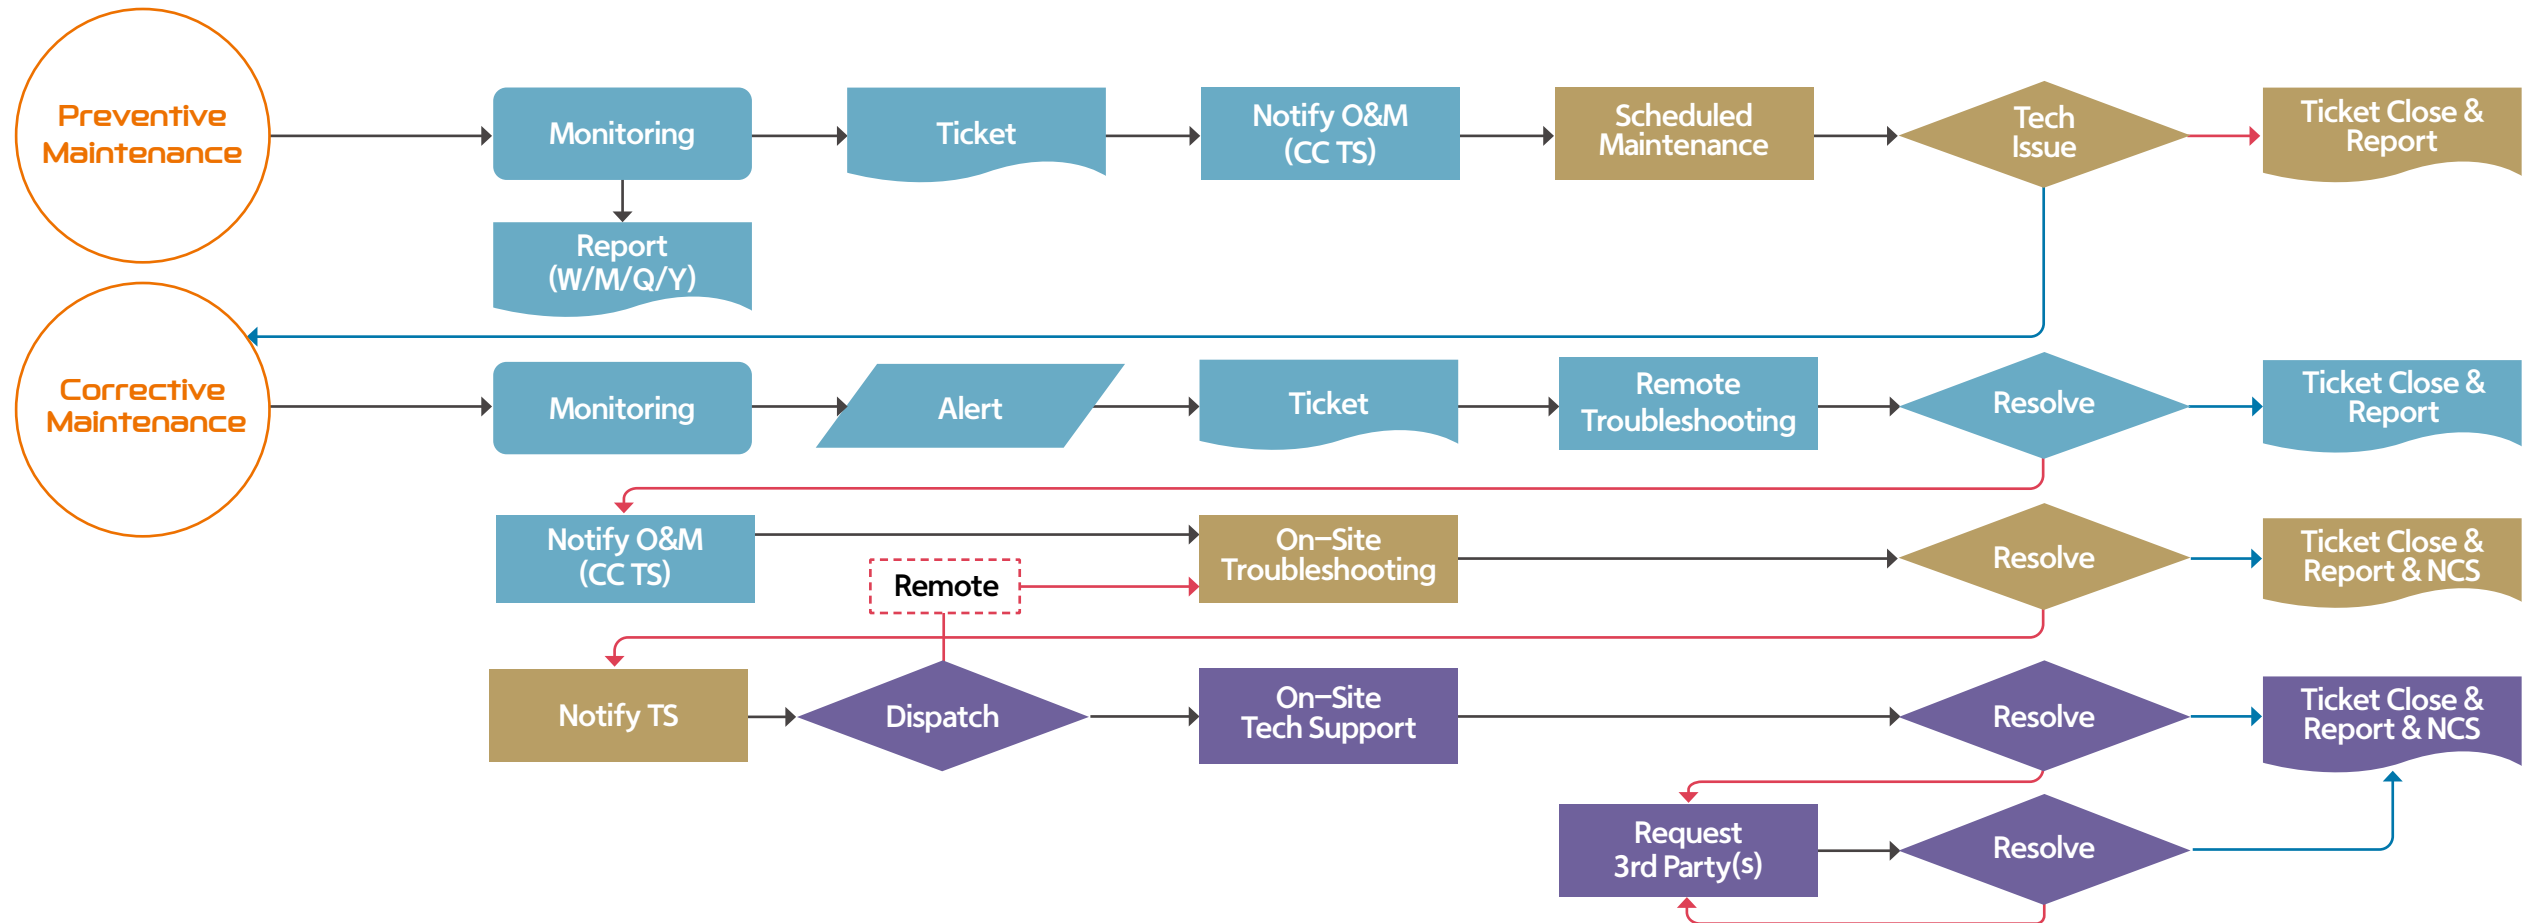 Preventive
Maintenance
Monitoring
Ticket
Notify O&M
(CC TS)
Scheduled
Maintenance
Tech
Issue
Ticket Close &
Report
Report
(W/M/Q/Y)
Corrective
Maintenance
Monitoring
Alert
Ticket
Remote
Troubleshooting
Resolve
Ticket Close &
Report
Notify O&M
(CC TS)
Remote
On-Site
Troubleshooting
Resolve
Ticket Close &
Report & NCS
Notify TS
Dispatch
On-Site
Tech Support
Resolve
Ticket Close &
Report & NCS
Request
3rd Party(s)
Resolve